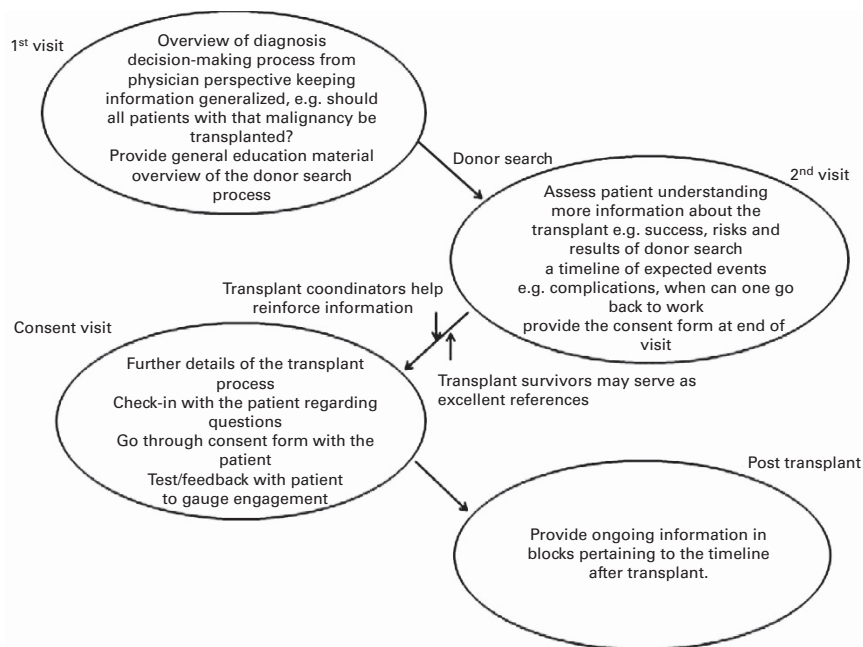 1st visit
Overview of diagnosis
decision-making process from
physician perspective keeping
information generalized, e.g. should
all patients with that malignancy be
transplanted?
Provide general education material
overview of the donor search
process
Donor search
2nd visit
Assess patient understanding
more information about the
transplant e.g. success, risks and
results of donor search
a timeline of expected events
e.g. complications, when can one go
back to work
provide the consent form at end of
visit
Transplant coordinators help
reinforce information
Transplant survivors may serve as
excellent references
Consent visit
Further details of the transplant
process
Check-in with the patient regarding
questions
Go through consent form with the
patient
Test/feedback with patient
to gauge engagement
Post transplant
Provide ongoing information in
blocks pertaining to the timeline
after transplant.